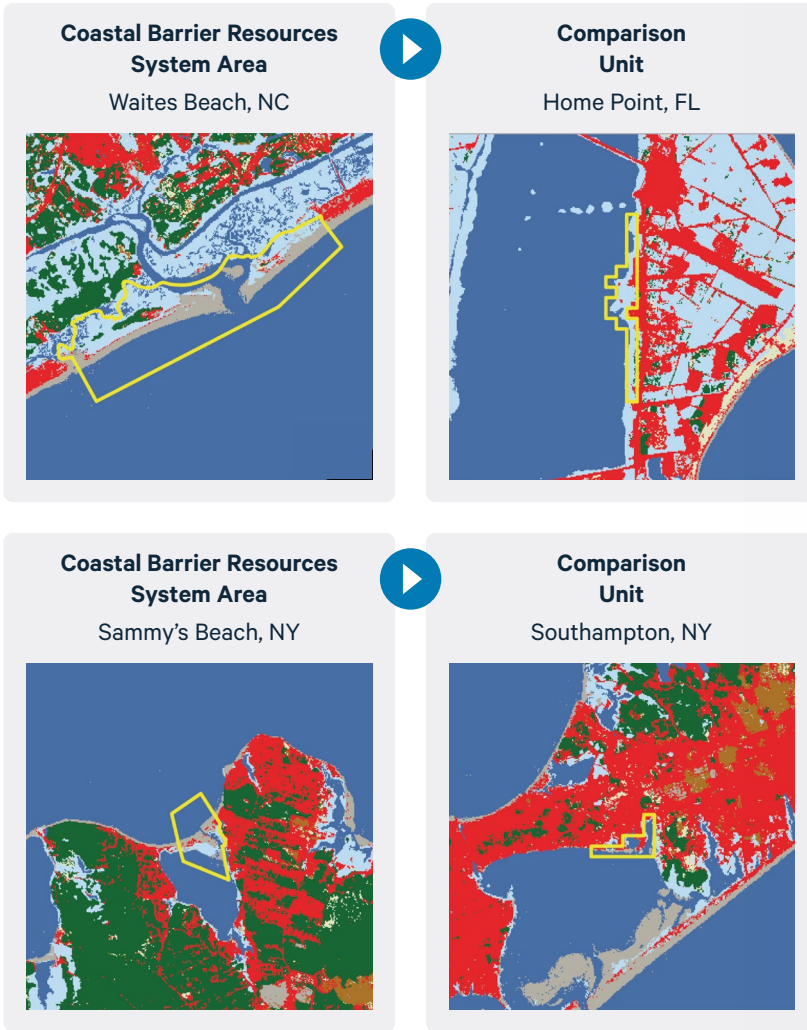 Coastal Barrier Resources
System Area
Waites Beach, NC
Comparison
Unit
Home Point, FL
Coastal Barrier Resources
System Area
Sammy’s Beach, NY
Comparison
Unit
Southampton, NY